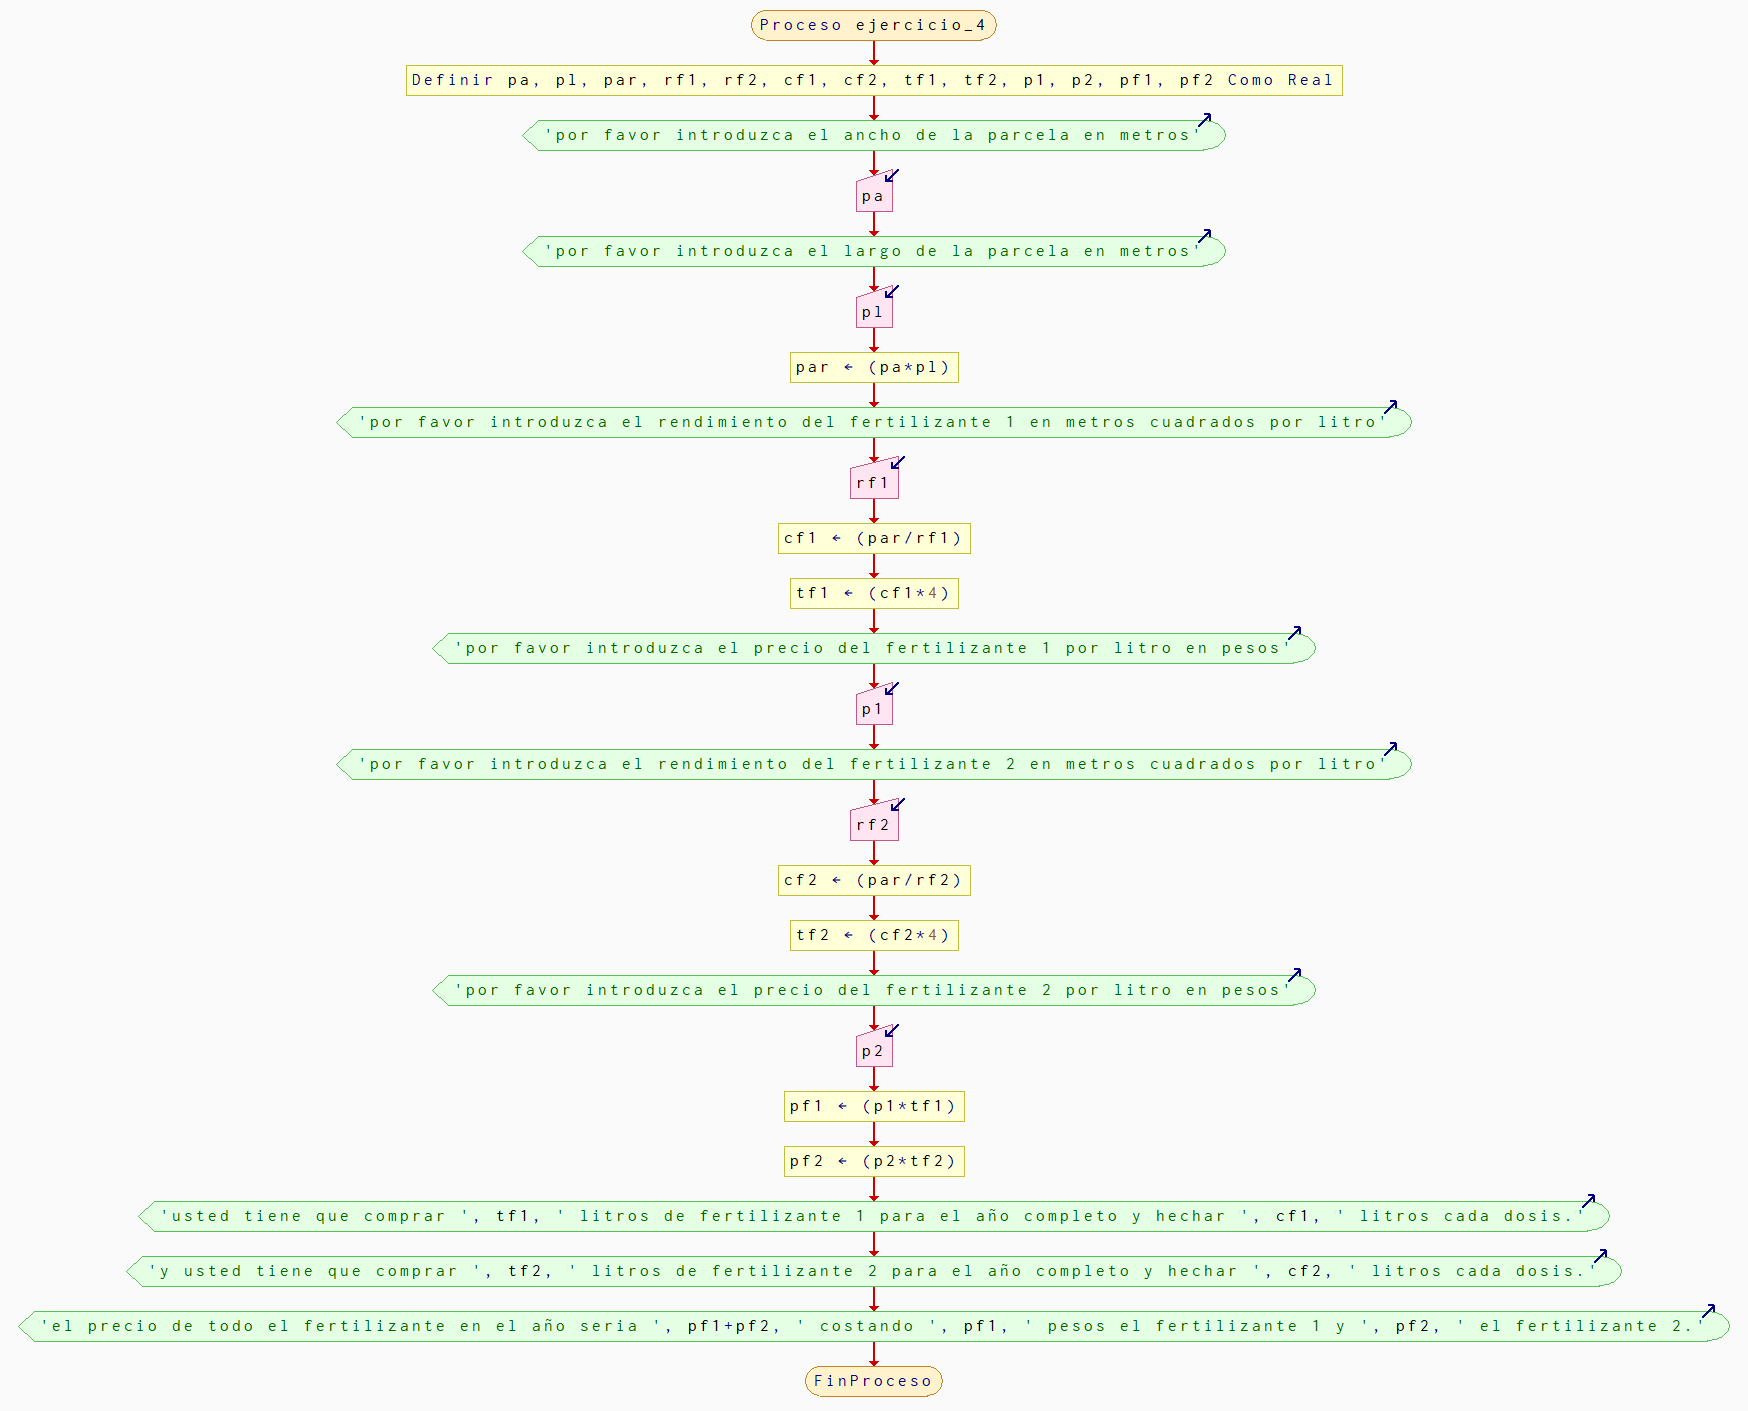 Proceso ejercicio_4
Definir pa, pl, par, rf1, rf2, cf1, cf2, tf1, tf2, p1, p2, pf1, pf2 Como Real
'por favor introduzca el ancho de la parcela en metros'
pa
'por favor introduzca el largo de la parcela en metros'
pl
par ← (pa*pl)
'por favor introduzca el rendimiento del fertilizante 1 en metros cuadrados por litro'
rf1
cf1 ← (par/rf1)
tf1 ← (cf1*4)
'por favor introduzca el precio del fertilizante 1 por litro en pesos'
p1
'por favor introduzca el rendimiento del fertilizante 2 en metros cuadrados por litro'
rf2
cf2 ← (par/rf2)
tf2 ← (cf2*4)
'por favor introduzca el precio del fertilizante 2 por litro en pesos'
p2
pf1 ← (p1*tf1)
pf2 ← (p2*tf2)
'usted tiene que comprar ', tf1, ' litros de fertilizante 1 para el año completo y hechar ', cf1, ' litros cada dosis.'
'y usted tiene que comprar ', tf2, ' litros de fertilizante 2 para el año completo y hechar ', cf2, ' litros cada dosis.'
'el precio de todo el fertilizante en el año seria ', pf1+pf2, ' costando ', pf1, ' pesos el fertilizante 1 y ', pf2, ' el fertilizante 2.'
FinProceso